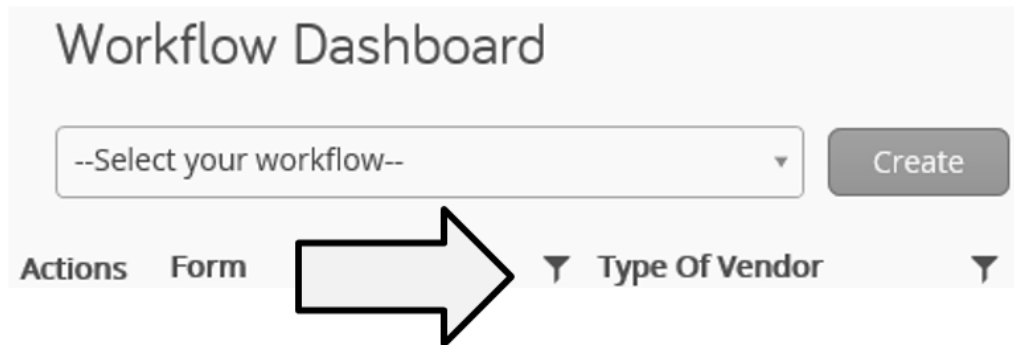 Workflow Dashboard
--Select your workflow--
Create
Actions Form Type Of Vendor